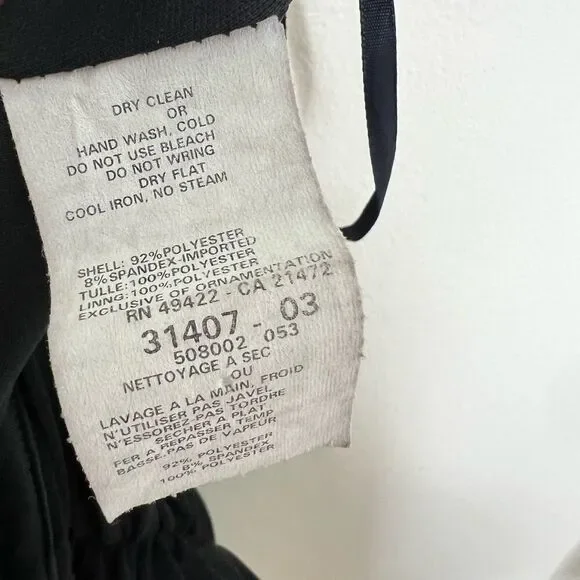 DRY CLEAN
OR
HAND WASH, COLD
DO NOT USE BLEACH
DO NOT WRING
DRY FLAT
COOL IRON, NO STEAM
SHELL: 92%POLYESTER
8%SPANDEX-IMPORTED
TULLE:100%POLYESTER
LINNG:100%POLYESTER
EXCLUSIVE OF ORNAMENTATION
RN 49422 - CA 21472
31407 - 03
508002 053
NETTOYAGE A SEC
OU
LAVAGE A LA MAIN, FROID
N'UTILISER PAS JAVEL
N'ESSOREZ-PAS TORDRE
SECHER A PLAT
FER A REPASSER TEMP
BASSE-PAS DE VAPEUR
92% POLYESTER
8% SPANDEX
100% POLYESTER